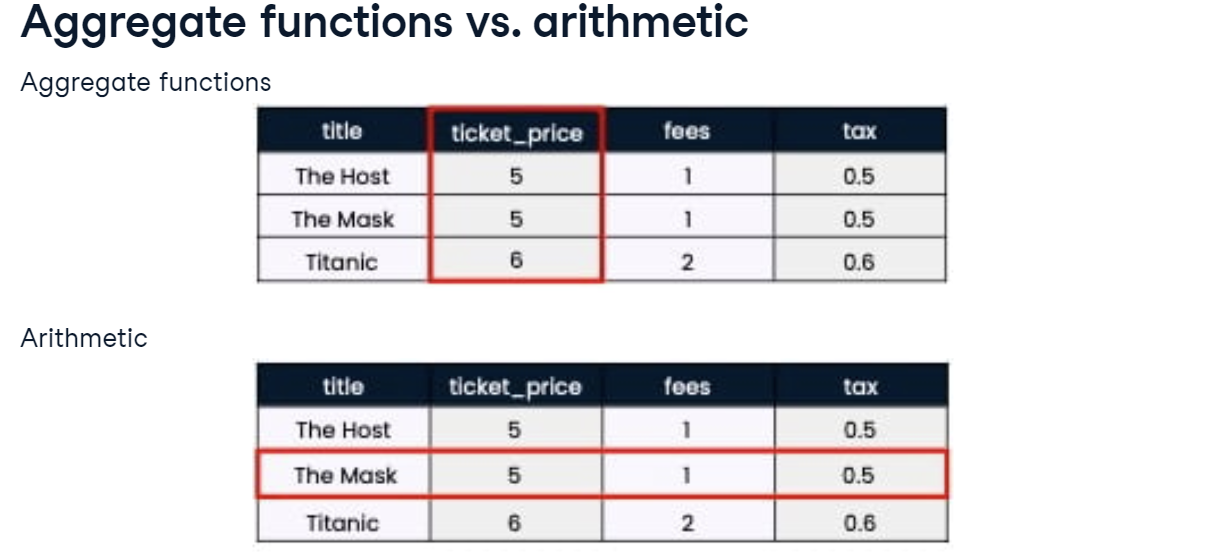 Aggregate functions vs. arithmetic
Aggregate functions
title ticket_price fees tax
The Host 5 1 0.5
The Mask 5 1 0.5
Titanic 6 2 0.6
Arithmetic
title ticket_price fees tax
The Host 5 1 0.5
The Mask 5 1 0.5
Titanic 6 2 0.6